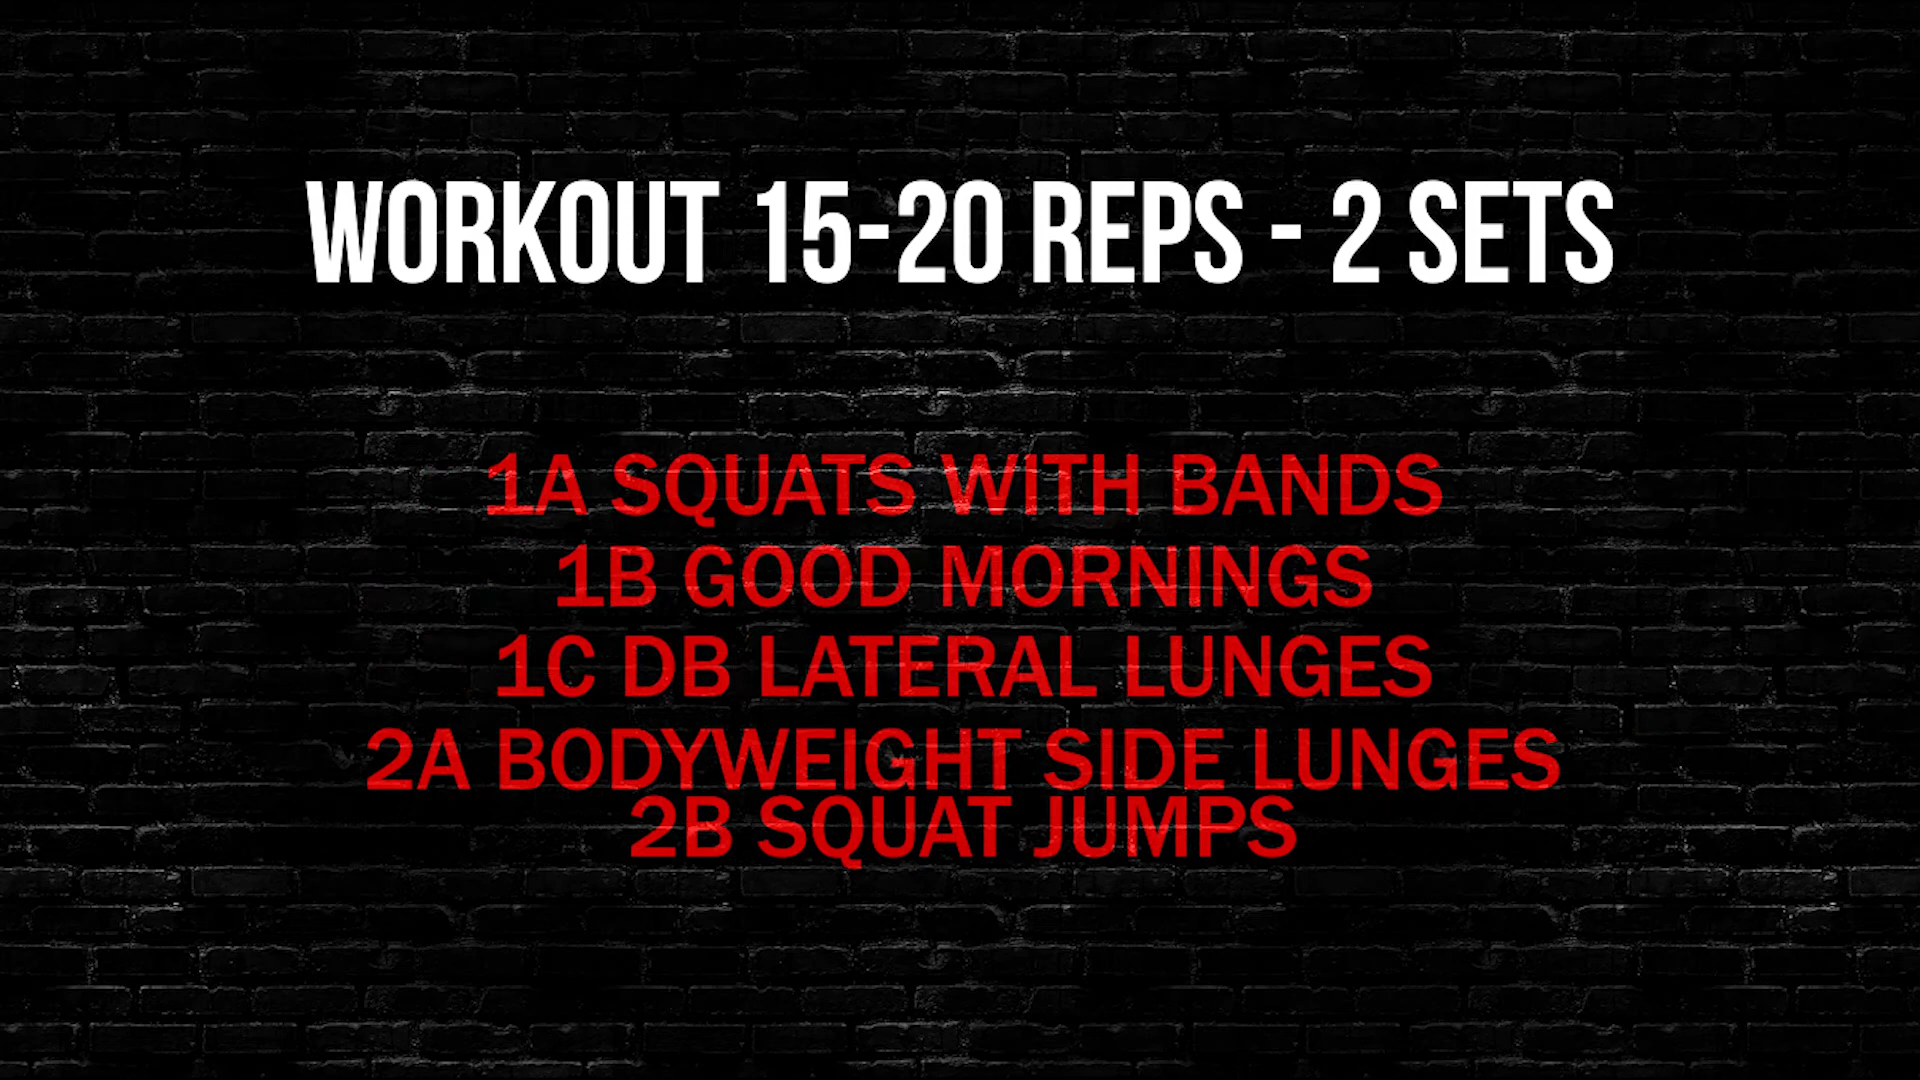 WORKOUT 15-20 REPS - 2 SETS
1A SQUATS WITH BANDS
1B GOOD MORNINGS
1C DB LATERAL LUNGES
2A BODYWEIGHT SIDE LUNGES
2B SQUAT JUMPS